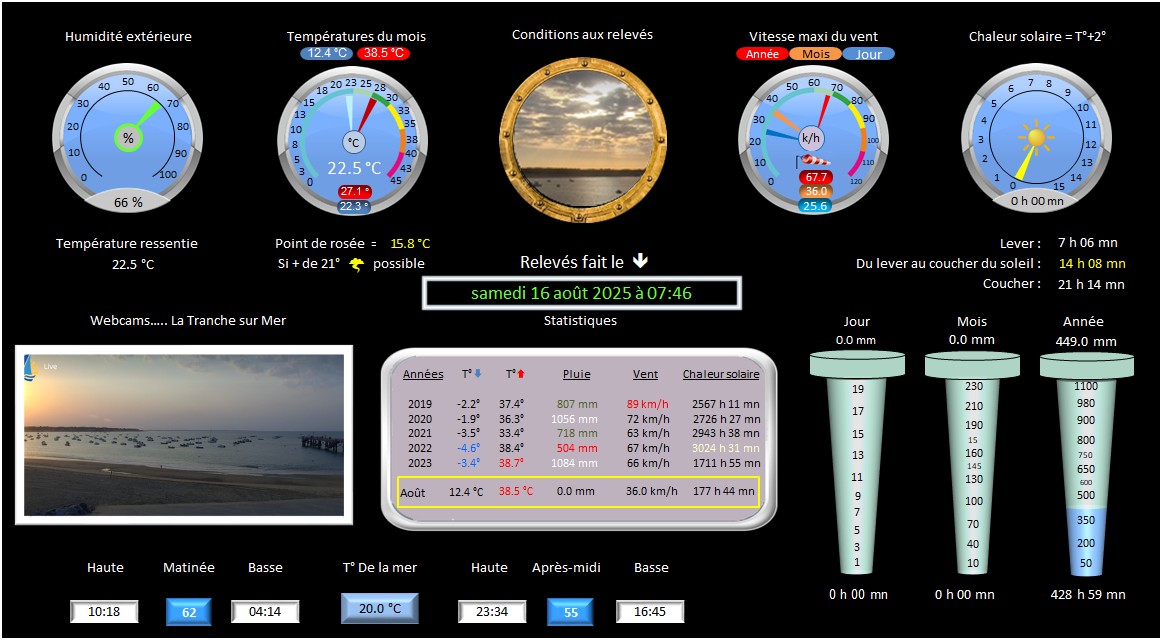 Humidité extérieure
Températures du mois
Conditions aux relevés
Vitesse maxi du vent
Chaleur solaire = T°+2°
12.4 °C 38.5 °C
Année Mois Jour
0 10 20 30 40 50 60 70 80 90 100
%
66 %
0 3 5 8 10 13 15 18 20 23 25 28 30 33 35 38 40 43 45
°C
22.5 °C
27.1 °
22.3 °
0 10 20 30 40 50 60 70 80 90 100 110 120
k/h
67.7
36.0
25.6
0 1 2 3 4 5 6 7 8 9 10 11 12 13 14 15
0 h 00 mn
Température ressentie
22.5 °C
Point de rosée = 15.8 °C
Si + de 21° possible
Relevés fait le
samedi 16 août 2025 à 07:46
Lever : 7 h 06 mn
Du lever au coucher du soleil : 14 h 08 mn
Coucher : 21 h 14 mn
Webcams..... La Tranche sur Mer
Live
Statistiques
Années T° T° Pluie Vent Chaleur solaire
2019 -2.2° 37.4° 807 mm 89 km/h 2567 h 11 mn
2020 -1.9° 36.3° 1056 mm 72 km/h 2726 h 27 mn
2021 -3.5° 33.4° 718 mm 63 km/h 2943 h 38 mn
2022 -4.6° 38.4° 504 mm 67 km/h 3024 h 31 mn
2023 -3.4° 38.7° 1084 mm 66 km/h 1711 h 55 mn
Août 12.4 °C 38.5 °C 0.0 mm 36.0 km/h 177 h 44 mn
Jour
0.0 mm
19
17
15
13
11
9
7
5
3
1
0 h 00 mn
Mois
0.0 mm
230
210
190
15
160
145
130
100
70
40
10
0 h 00 mn
Année
449.0 mm
1100
980
900
800
750
650
600
500
350
200
50
428 h 59 mn
Haute Matinée Basse
10:18 62 04:14
T° De la mer
20.0 °C
Haute Après-midi Basse
23:34 55 16:45